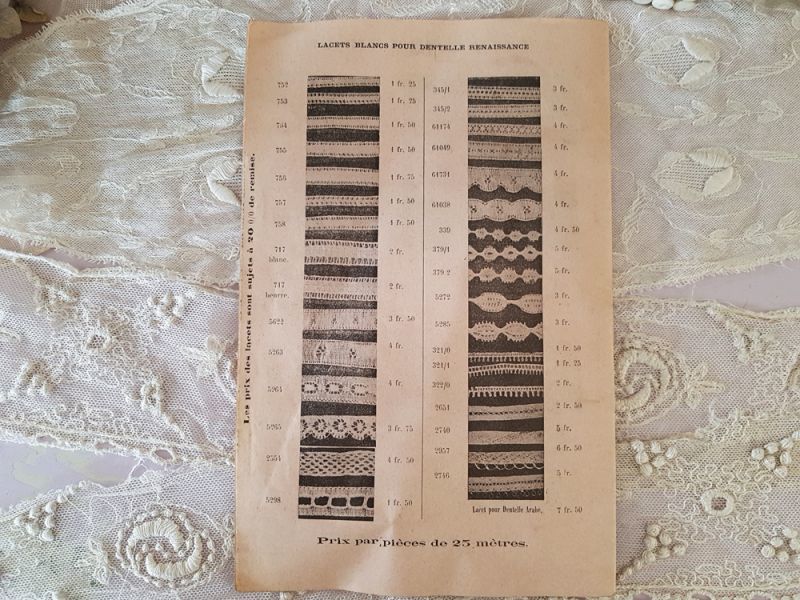 LACETS BLANCS POUR DENTELLE RENAISSANCE
Les prix des lacets sont sujets à 20 0/0 de remise.
752 1 fr. 25
753 1 fr. 25
754 1 fr. 50
755 1 fr. 50
756 1 fr. 75
757 1 fr. 50
758 1 fr. 50
717 2 fr.
blanc.
717 2 fr.
beurre.
5622 3 fr. 50
5263 4 fr.
5264 4 fr.
5265 3 fr. 75
2554 4 fr. 50
5298 1 fr. 50
345/1 3 fr.
345/2 3 fr.
61474 4 fr.
61049 4 fr.
61731 4 fr.
61038 4 fr.
339 4 fr. 50
379/1 5 fr.
379 2 5 fr.
5272 3 fr.
5285 3 fr.
321/0 1 fr. 50
321/1 1 fr. 25
322/0 2 fr.
2651 2 fr. 50
2740 5 fr.
2957 6 fr. 50
2746 5 fr.
Lacet pour Dentelle Arabe, 7 fr. 50
Prix par pièces de 25 mètres.